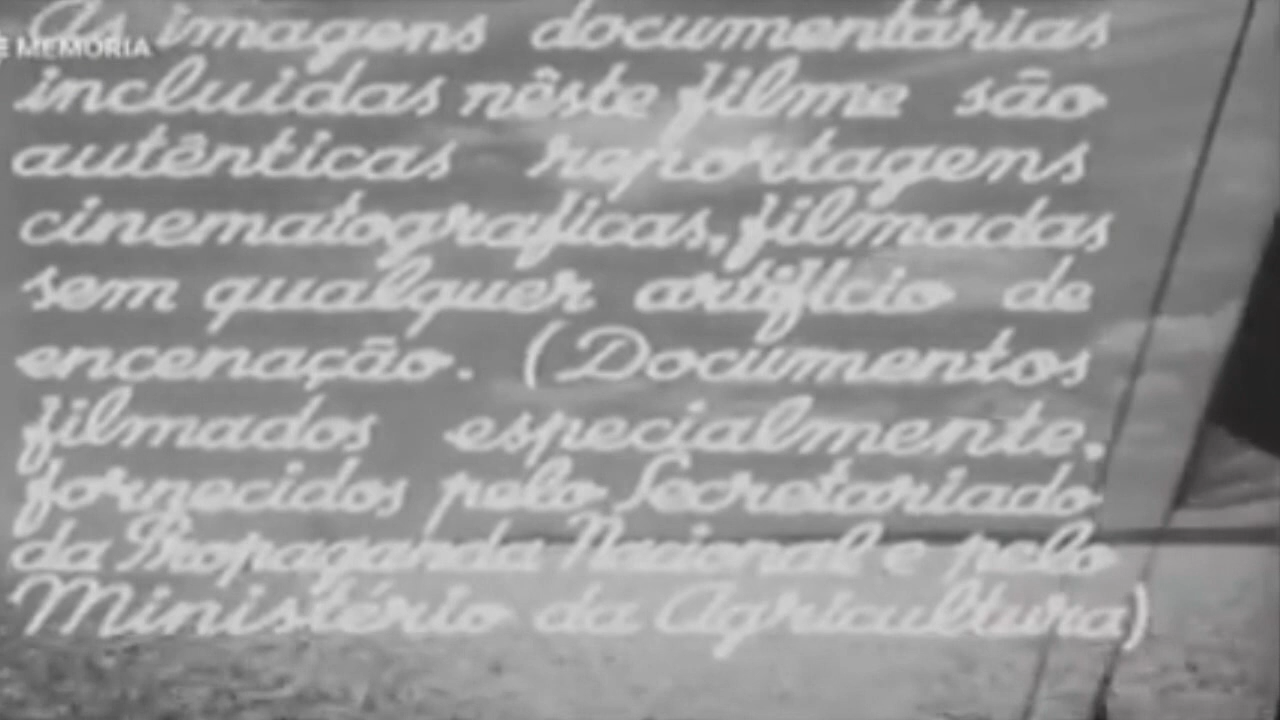 As imagens documentárias
E MEMÓRIA
incluidas nêste filme são
autênticas reportagens
cinematograficas, filmadas
sem qualquer artifício de
encenação. (Documentos
filmados especialmente,
fornecidos pelo Secretariado
da Propaganda Nacional e pelo
Ministério da Agricultura)